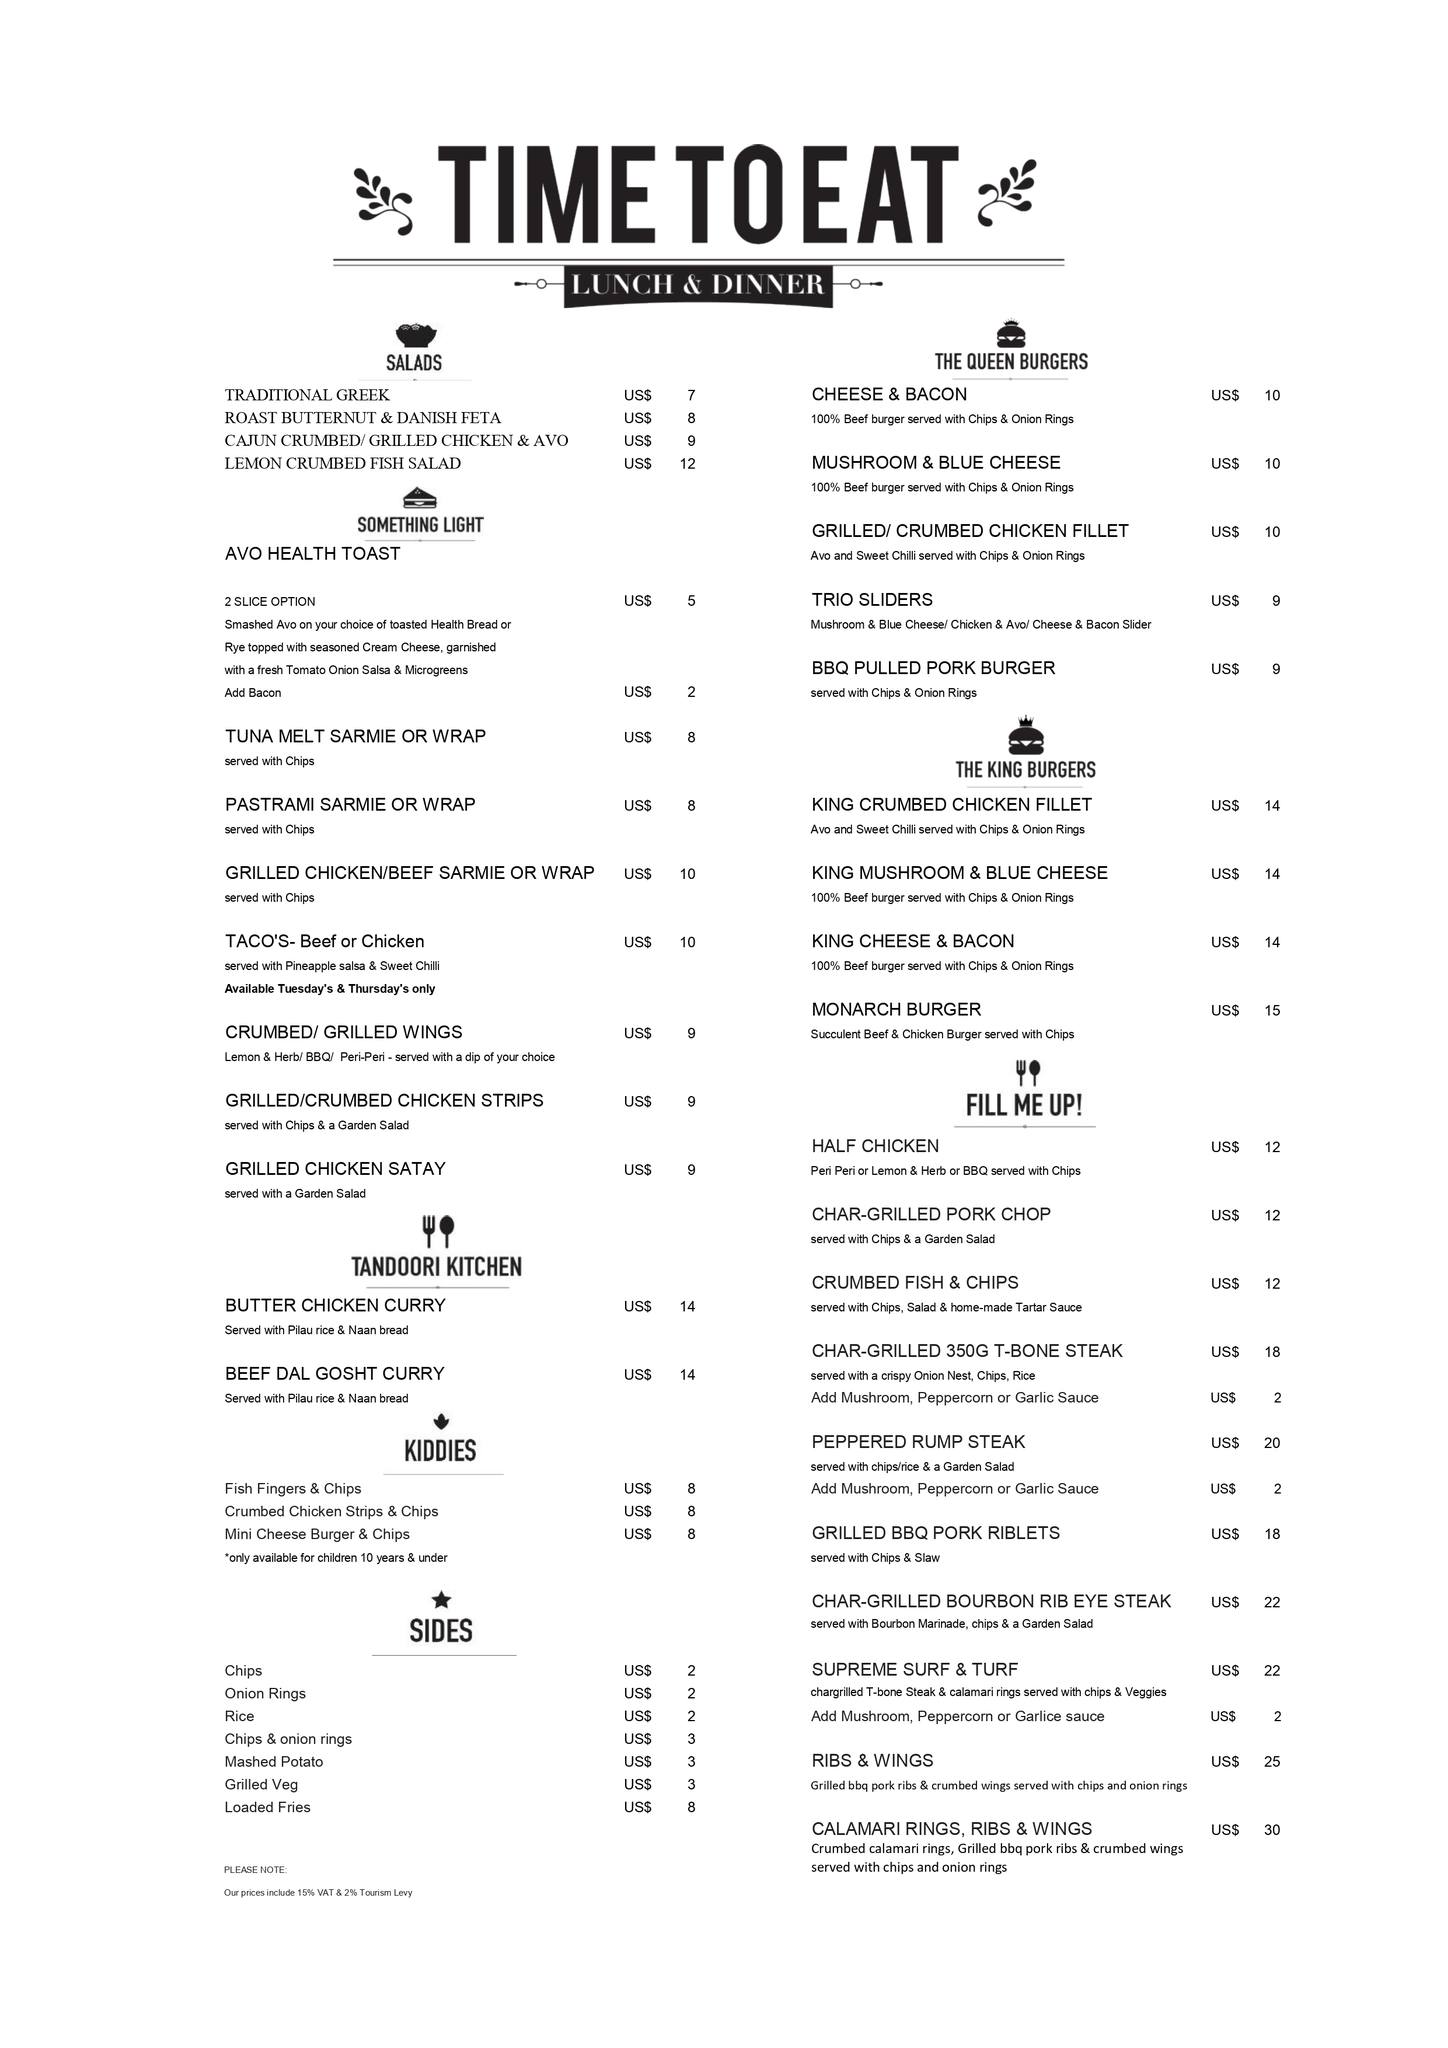 TIME TO EAT
LUNCH & DINNER
SALADS
TRADITIONAL GREEK US$ 7
ROAST BUTTERNUT & DANISH FETA US$ 8
CAJUN CRUMBED/ GRILLED CHICKEN & AVO US$ 9
LEMON CRUMBED FISH SALAD US$ 12
SOMETHING LIGHT
AVO HEALTH TOAST
2 SLICE OPTION US$ 5
Smashed Avo on your choice of toasted Health Bread or
Rye topped with seasoned Cream Cheese, garnished
with a fresh Tomato Onion Salsa & Microgreens
Add Bacon US$ 2
TUNA MELT SARMIE OR WRAP US$ 8
served with Chips
PASTRAMI SARMIE OR WRAP US$ 8
served with Chips
GRILLED CHICKEN/BEEF SARMIE OR WRAP US$ 10
served with Chips
TACO'S- Beef or Chicken US$ 10
served with Pineapple salsa & Sweet Chilli
Available Tuesday's & Thursday's only
CRUMBED/ GRILLED WINGS US$ 9
Lemon & Herb/ BBQ/ Peri-Peri - served with a dip of your choice
GRILLED/CRUMBED CHICKEN STRIPS US$ 9
served with Chips & a Garden Salad
GRILLED CHICKEN SATAY US$ 9
served with a Garden Salad
TANDOORI KITCHEN
BUTTER CHICKEN CURRY US$ 14
Served with Pilau rice & Naan bread
BEEF DAL GOSHT CURRY US$ 14
Served with Pilau rice & Naan bread
KIDDIES
Fish Fingers & Chips US$ 8
Crumbed Chicken Strips & Chips US$ 8
Mini Cheese Burger & Chips US$ 8
*only available for children 10 years & under
SIDES
Chips US$ 2
Onion Rings US$ 2
Rice US$ 2
Chips & onion rings US$ 3
Mashed Potato US$ 3
Grilled Veg US$ 3
Loaded Fries US$ 8
PLEASE NOTE:
Our prices include 15% VAT & 2% Tourism Levy
THE QUEEN BURGERS
CHEESE & BACON US$ 10
100% Beef burger served with Chips & Onion Rings
MUSHROOM & BLUE CHEESE US$ 10
100% Beef burger served with Chips & Onion Rings
GRILLED/ CRUMBED CHICKEN FILLET US$ 10
Avo and Sweet Chilli served with Chips & Onion Rings
TRIO SLIDERS US$ 9
Mushroom & Blue Cheese/ Chicken & Avo/ Cheese & Bacon Slider
BBQ PULLED PORK BURGER US$ 9
served with Chips & Onion Rings
THE KING BURGERS
KING CRUMBED CHICKEN FILLET US$ 14
Avo and Sweet Chilli served with Chips & Onion Rings
KING MUSHROOM & BLUE CHEESE US$ 14
100% Beef burger served with Chips & Onion Rings
KING CHEESE & BACON US$ 14
100% Beef burger served with Chips & Onion Rings
MONARCH BURGER US$ 15
Succulent Beef & Chicken Burger served with Chips
FILL ME UP!
HALF CHICKEN US$ 12
Peri Peri or Lemon & Herb or BBQ served with Chips
CHAR-GRILLED PORK CHOP US$ 12
served with Chips & a Garden Salad
CRUMBED FISH & CHIPS US$ 12
served with Chips, Salad & home-made Tartar Sauce
CHAR-GRILLED 350G T-BONE STEAK US$ 18
served with a crispy Onion Nest, Chips, Rice
Add Mushroom, Peppercorn or Garlic Sauce US$ 2
PEPPERED RUMP STEAK US$ 20
served with chips/rice & a Garden Salad
Add Mushroom, Peppercorn or Garlic Sauce US$ 2
GRILLED BBQ PORK RIBLETS US$ 18
served with Chips & Slaw
CHAR-GRILLED BOURBON RIB EYE STEAK US$ 22
served with Bourbon Marinade, chips & a Garden Salad
SUPREME SURF & TURF US$ 22
chargrilled T-bone Steak & calamari rings served with chips & Veggies
Add Mushroom, Peppercorn or Garlice sauce US$ 2
RIBS & WINGS US$ 25
Grilled bbq pork ribs & crumbed wings served with chips and onion rings
CALAMARI RINGS, RIBS & WINGS US$ 30
Crumbed calamari rings, Grilled bbq pork ribs & crumbed wings
served with chips and onion rings